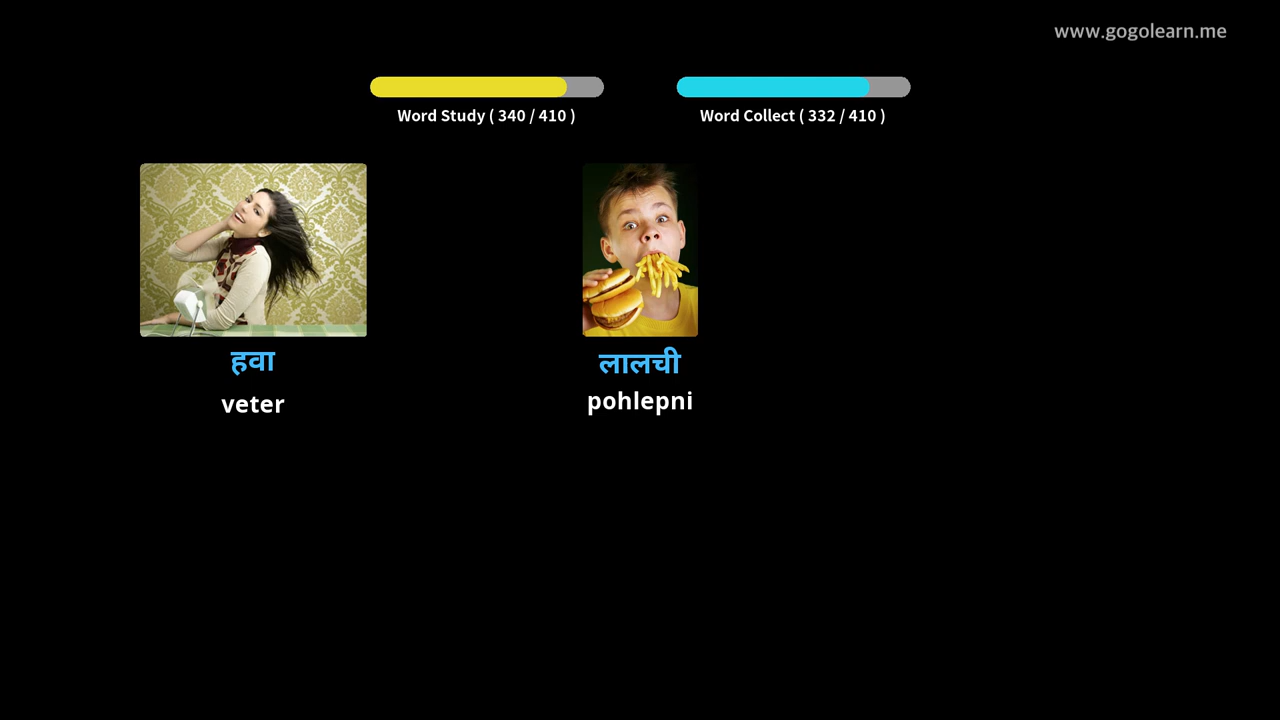 www.gogolearn.me
Word Study ( 340 / 410 )
Word Collect ( 332 / 410 )
हवा
veter
लालची
pohlepni